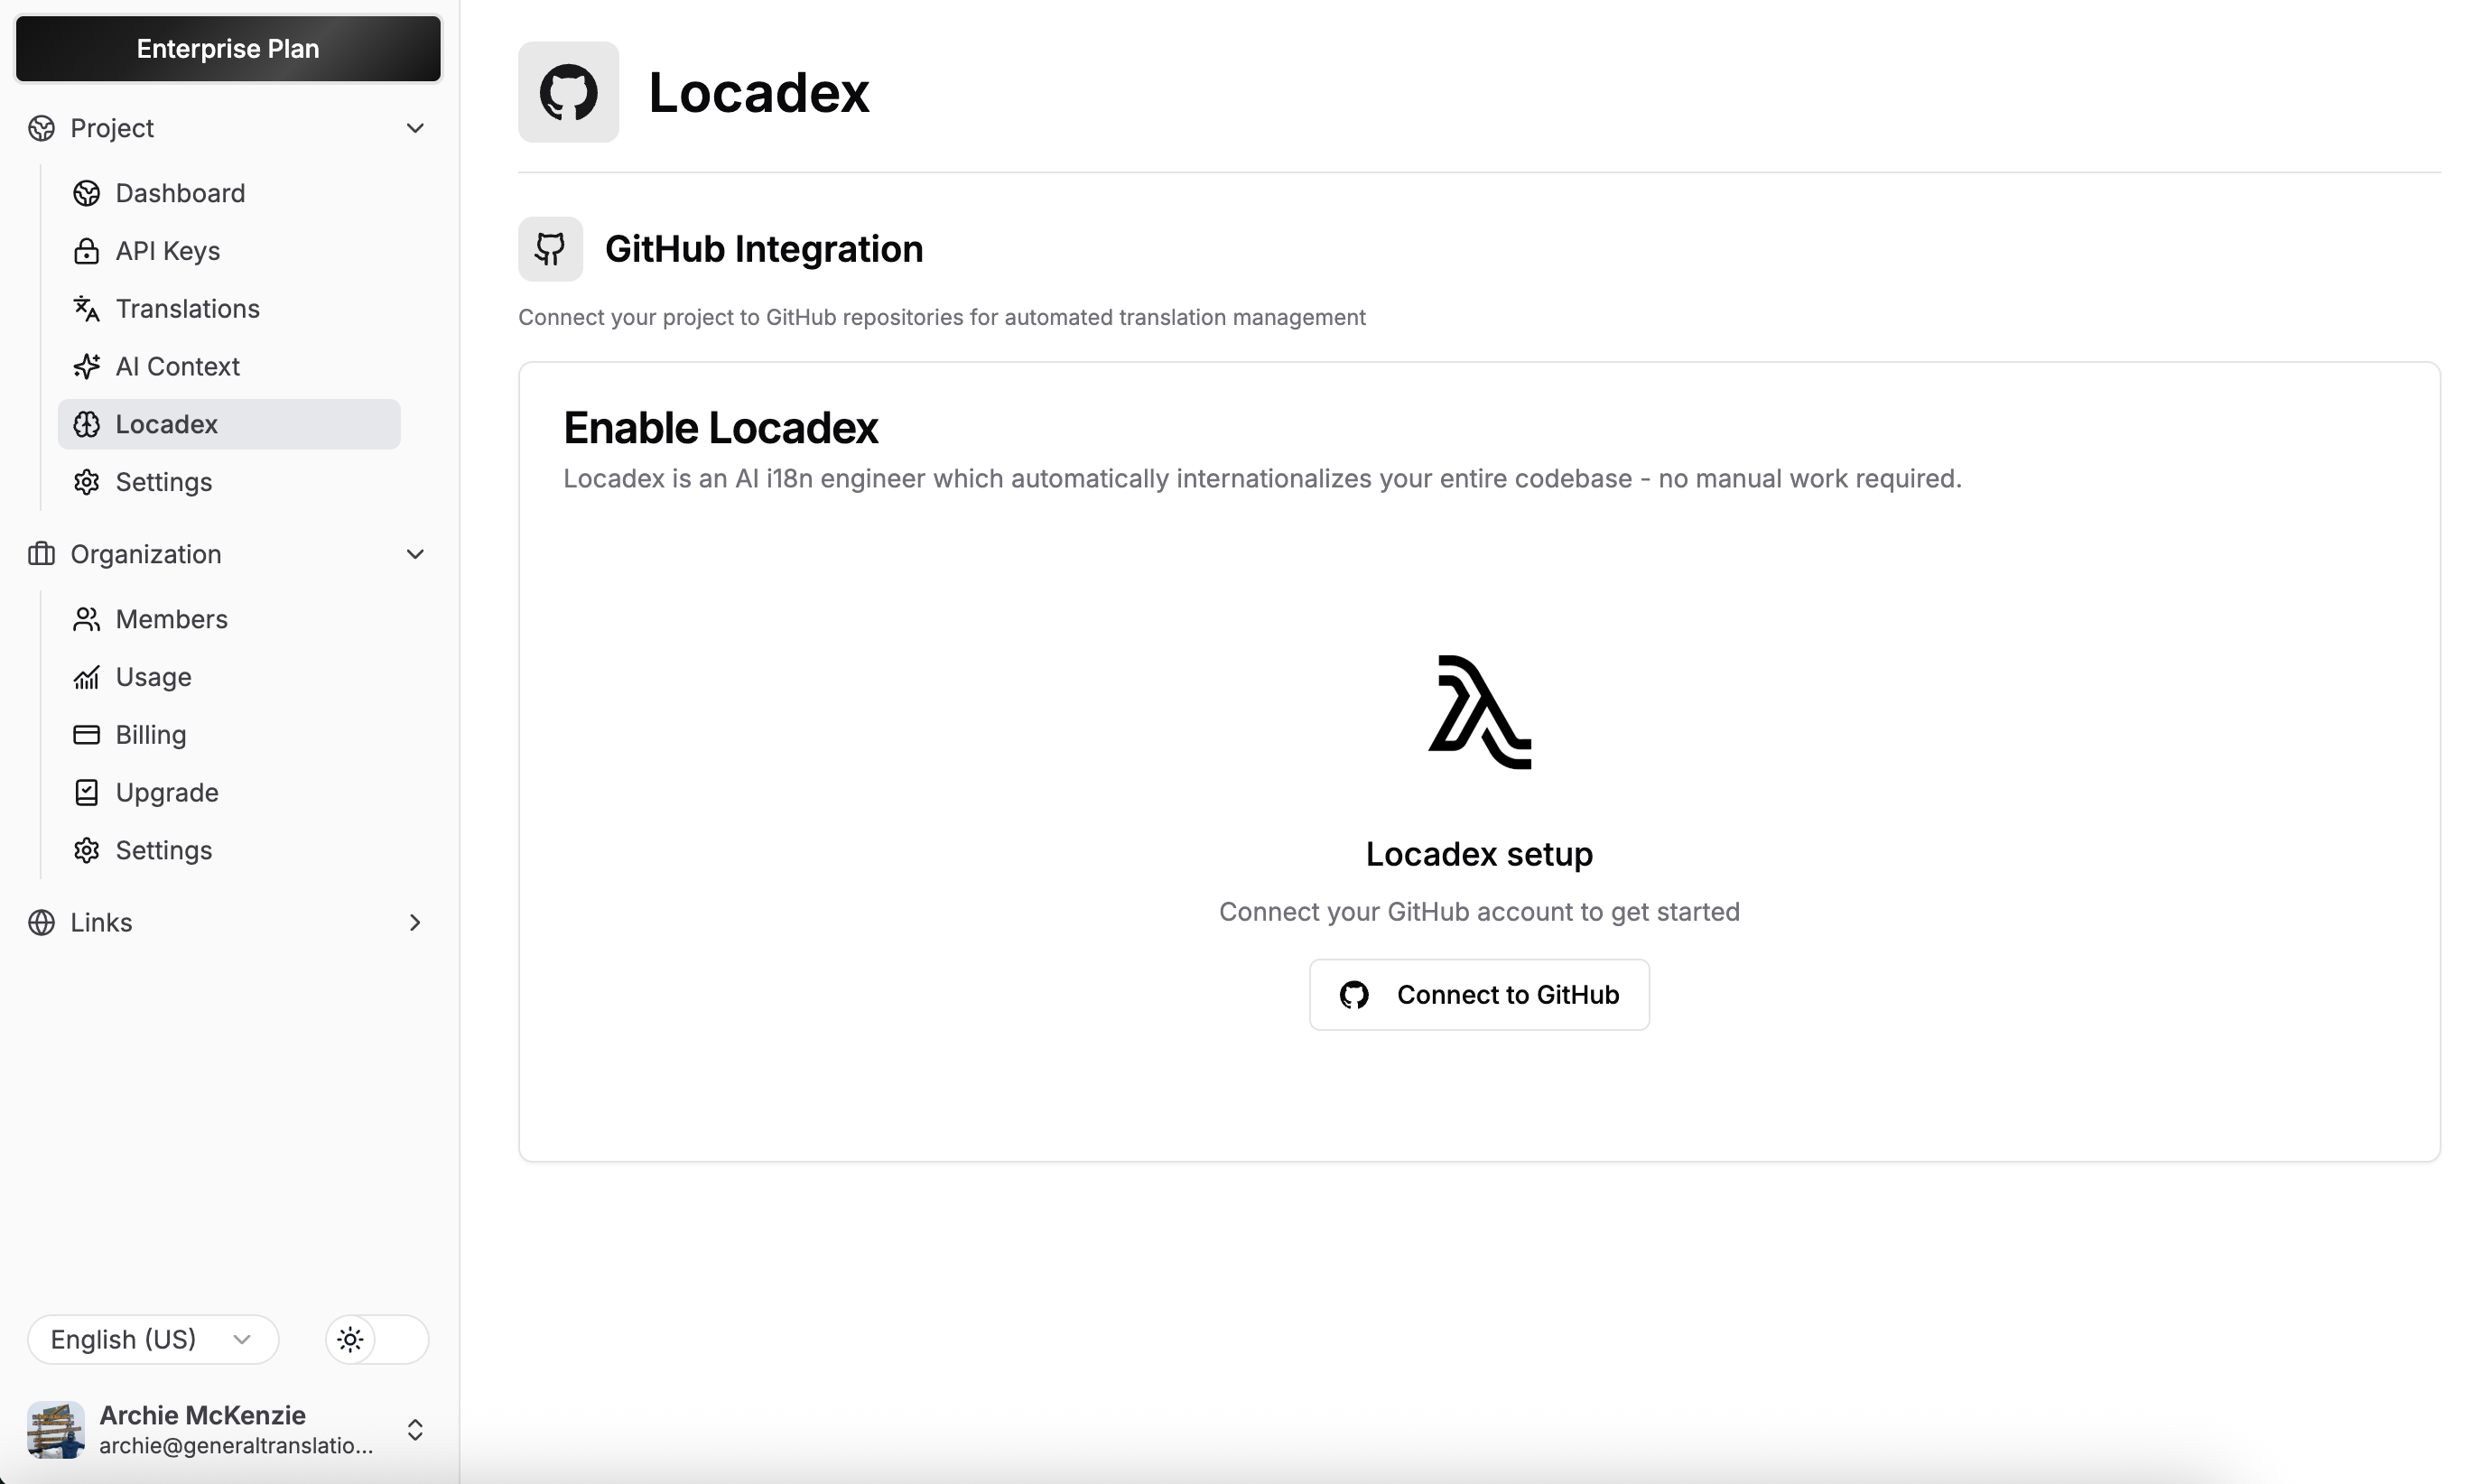 Enterprise Plan
Project
Dashboard
API Keys
Translations
AI Context
Locadex
Settings
Organization
Members
Usage
Billing
Upgrade
Settings
Links
English (US)
Archie McKenzie
archie@generaltranslatio...
Locadex
GitHub Integration
Connect your project to GitHub repositories for automated translation management
Enable Locadex
Locadex is an AI i18n engineer which automatically internationalizes your entire codebase - no manual work required.
Locadex setup
Connect your GitHub account to get started
Connect to GitHub